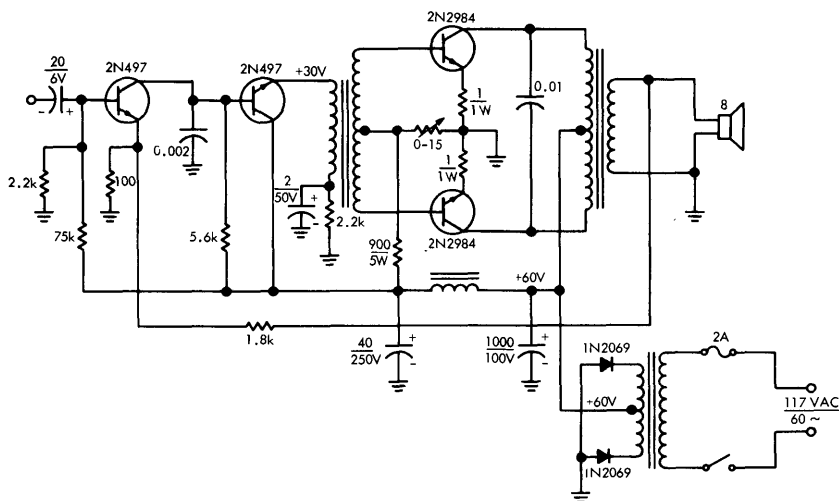 2N2984
20
6V
2N497
2N497
+30V
-
+
0.01
1
1W
8
0.002
0-15
2.2k
100
2
50V
+
-
2.2k
1
1W
75k
5.6k
900
5W
2N2984
+60V
1.8k
40
250V
+
-
1000
100V
+
-
1N2069
2A
+60V
117 VAC
60 ~
1N2069